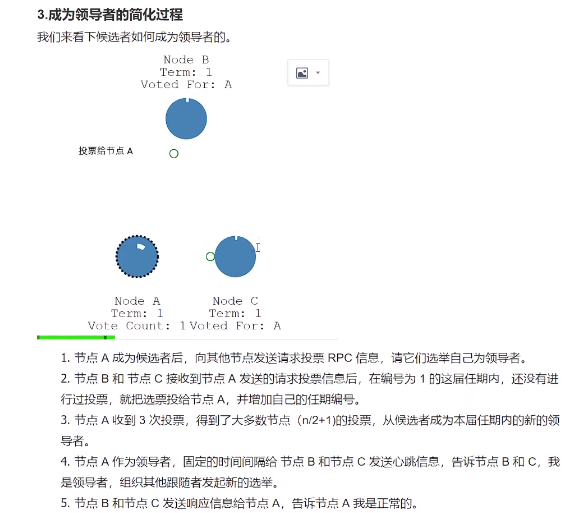 3.成为领导者的简化过程
我们来看下候选者如何成为领导者的。
Node B
Term: 1
Voted For: A
投票给节点 A
Node A
Term: 1
Vote Count: 1
Node C
Term: 1
Voted For: A
1. 节点 A 成为候选者后，向其他节点发送请求投票 RPC 信息，请它们选举自己为领导者。
2. 节点 B 和 节点 C 接收到节点 A 发送的请求投票信息后，在编号为 1 的这届任期内，还没有进
行过投票，就把选票投给节点 A，并增加自己的任期编号。
3. 节点 A 收到 3 次投票，得到了大多数节点（n/2+1)的投票，从候选者成为本届任期内的新的领
导者。
4. 节点 A 作为领导者，固定的时间间隔给 节点 B 和节点 C 发送心跳信息，告诉节点 B 和 C，我
是领导者，组织其他跟随者发起新的选举。
5. 节点 B 和节点 C 发送响应信息给节点 A，告诉节点 A 我是正常的。